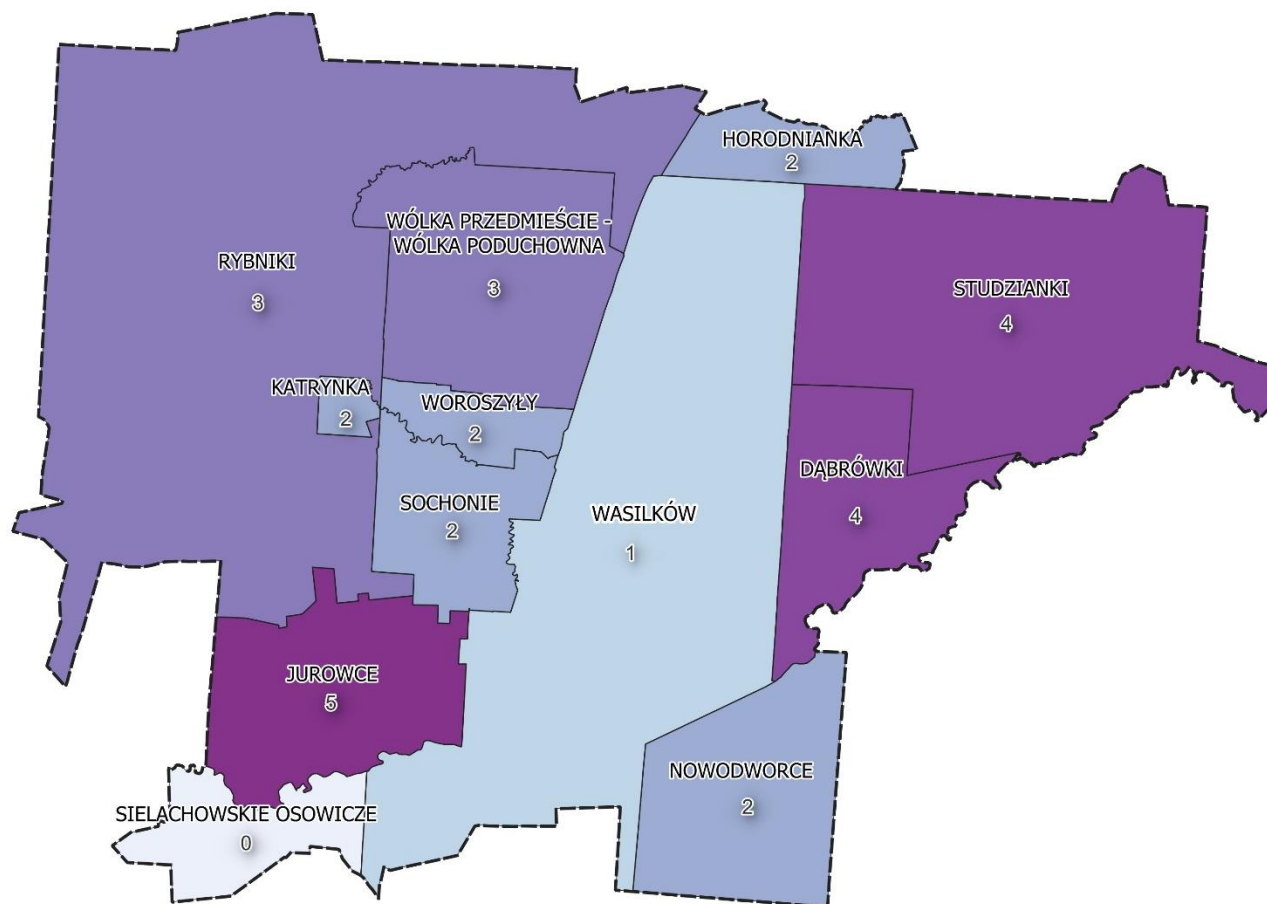 HORODNIANKA
2
WÓLKA PRZEDMIEŚCIE -
WÓLKA PODUCHOWNA
3
RYBNIKI
3
STUDZIANKI
4
KATRYNKA
2
WOROSZYŁY
2
DĄBRÓWKI
4
SOCHONIE
2
WASILKÓW
1
JUROWCE
5
NOWODWORCE
2
SIELACHOWSKIE OSOWICZE
0